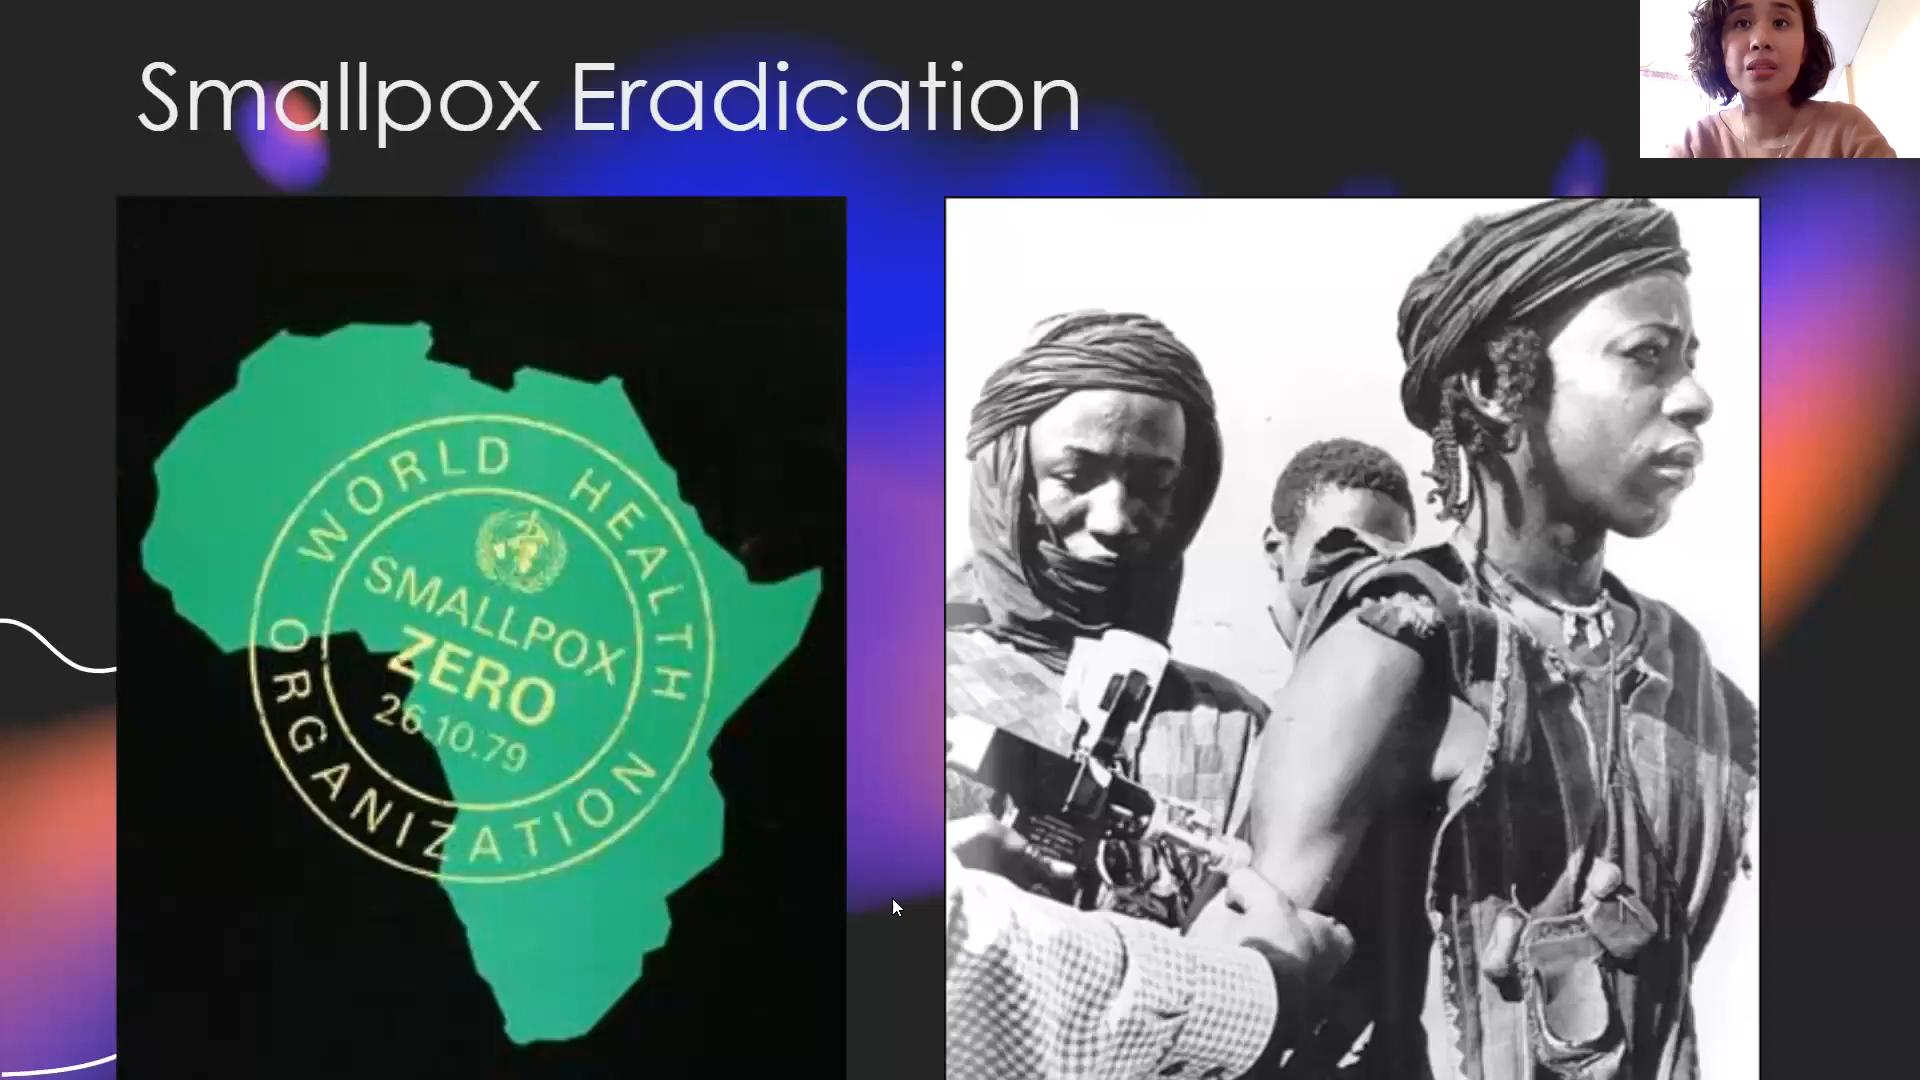 Smallpox Eradication
WORLD HEALTH
ORGANIZATION
SMALLPOX
ZERO
26.10.79